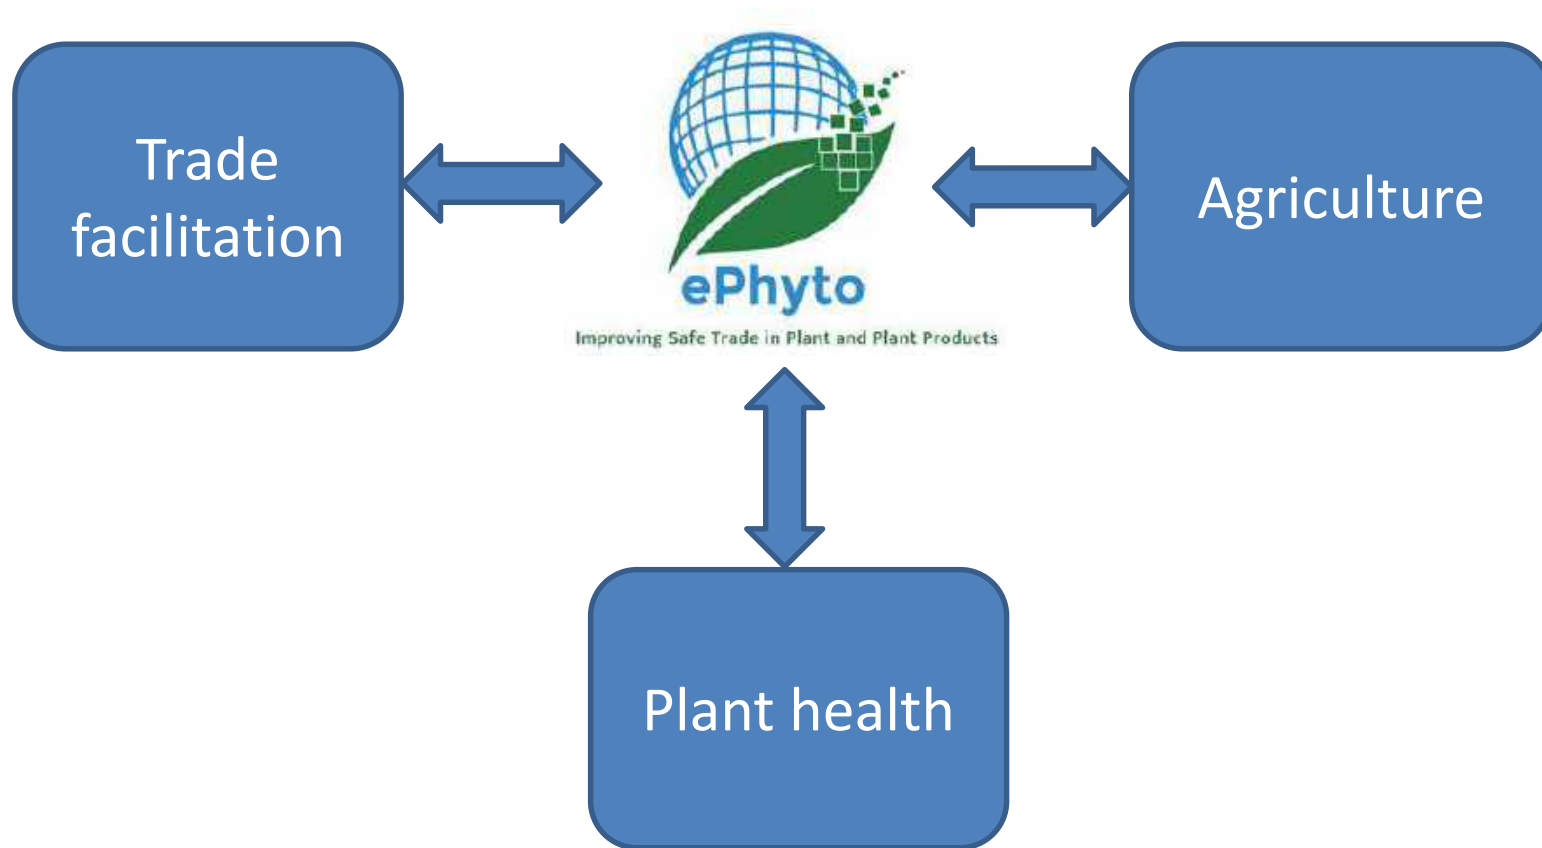 Trade
facilitation
ePhyto
Improving Safe Trade in Plant and Plant Products
Agriculture
Plant health